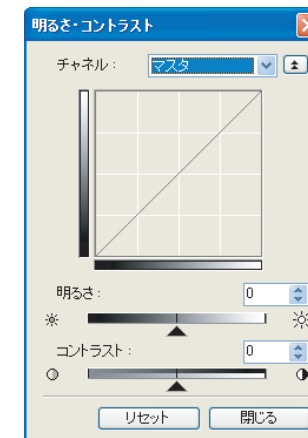 明るさ・コントラスト
チャネル： マスタ
明るさ： 0
コントラスト： 0
リセット 閉じる